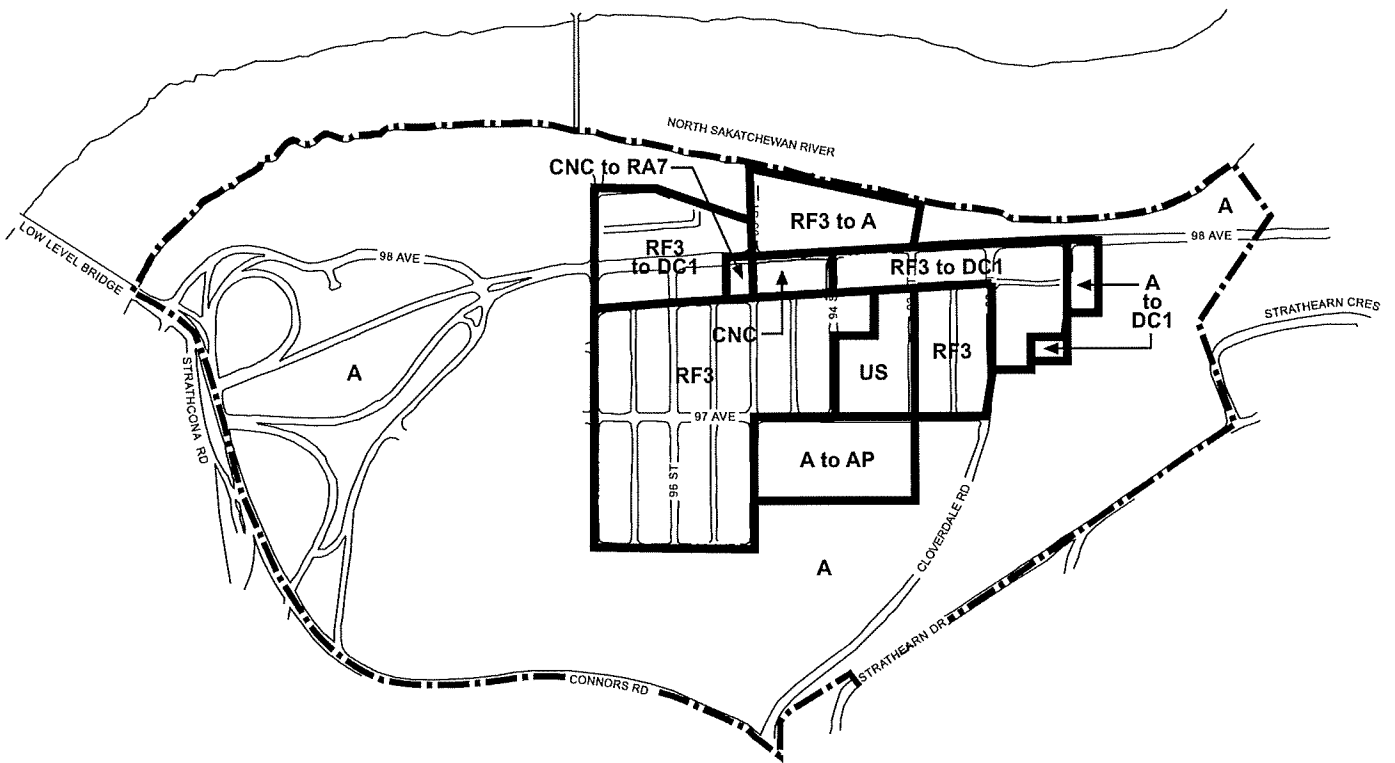 NORTH SAKATCHEWAN RIVER
CNC to RA7
A
RF3 to A
98 AVE
LOW LEVEL BRIDGE
98 AVE
RF3
to DC1
RF3 to DC1
A
to
DC1
STRATHEARN CRES
CNC
94 S
RF3
STRATHCONA RD
A
RF3
US
97 AVE
A to AP
96 ST
CLOVERDALE RD
A
STRATHEARN DR
CONNORS RD